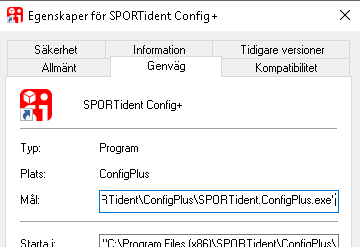 Egenskaper för SPORTident Config+
Säkerhet Information Tidigare versioner
Allmänt Genväg Kompatibilitet
SPORTident Config+
Typ: Program
Plats: ConfigPlus
Mål: RTident\ConfigPlus\SPORTident.ConfigPlus.exe"
Starta i: "C:\Program Files (x86)\SPORTident\ConfigPlus\